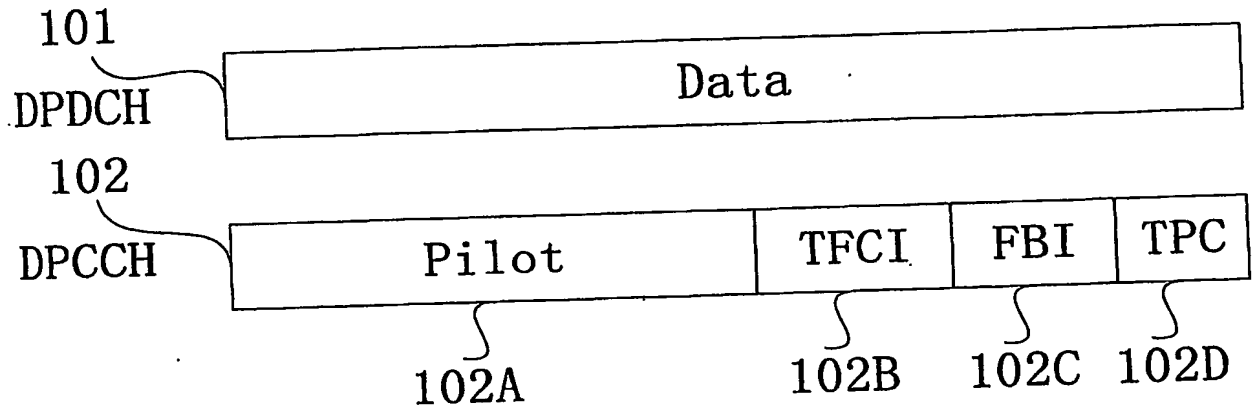 101
DPDCH
Data
102
DPCCH
Pilot TFCI FBI TPC
102A 102B 102C 102D